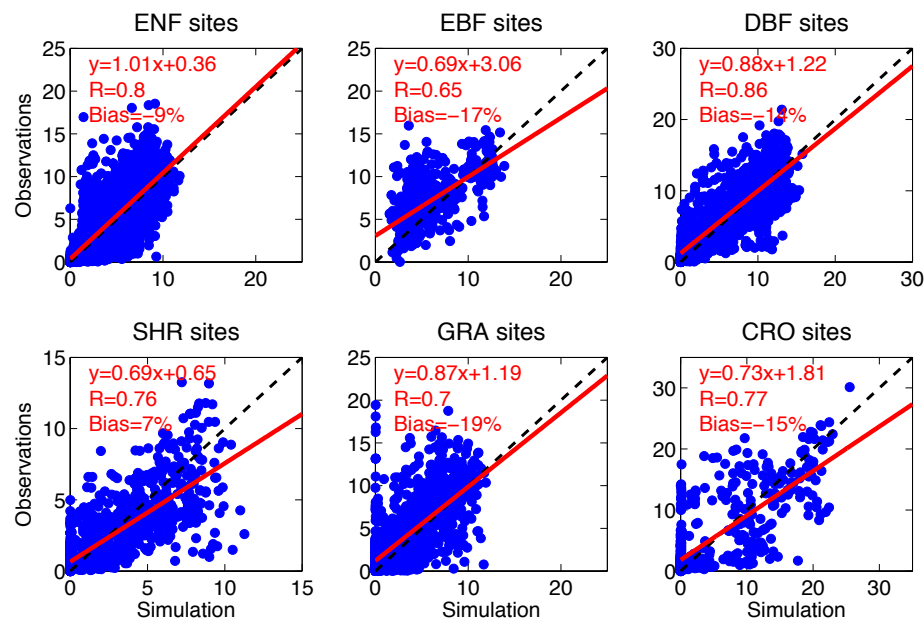 ENF sites
EBF sites
DBF sites
25
20
15
10
5
0
Observations
y=1.01x+0.36
R=0.8
Bias=−9%
0
10
20
25
20
15
10
5
0
y=0.69x+3.06
R=0.65
Bias=−17%
0
10
20
30
20
10
0
y=0.88x+1.22
R=0.86
Bias=−14%
0
10
20
30
SHR sites
GRA sites
CRO sites
15
10
5
0
Observations
y=0.69x+0.65
R=0.76
Bias=7%
0
5
10
15
Simulation
25
20
15
10
5
0
y=0.87x+1.19
R=0.7
Bias=−19%
0
10
20
Simulation
30
20
10
0
y=0.73x+1.81
R=0.77
Bias=−15%
0
10
20
30
Simulation